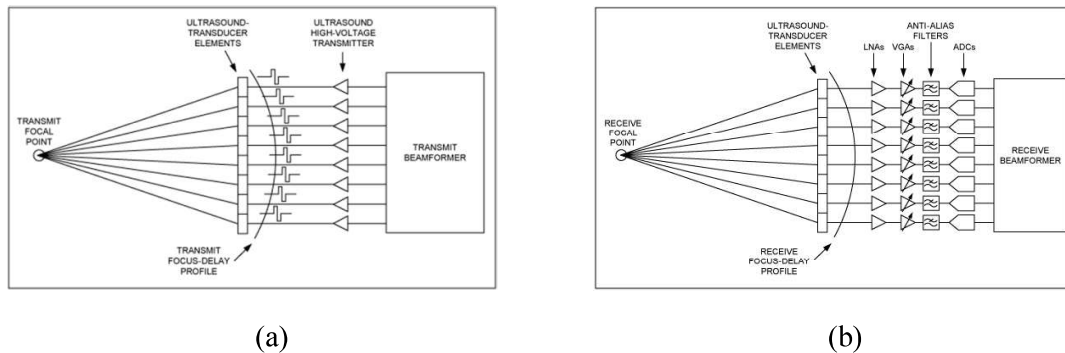 ULTRASOUND-
TRANSDUCER
ELEMENTS
ULTRASOUND
HIGH-VOLTAGE
TRANSMITTER
TRANSMIT
FOCAL
POINT
TRANSMIT
BEAMFORMER
TRANSMIT
FOCUS-DELAY
PROFILE
(a)
ULTRASOUND-
TRANSDUCER
ELEMENTS
LNAs
VGAs
ANTI-ALIAS
FILTERS
ADCs
RECEIVE
FOCAL
POINT
RECEIVE
BEAMFORMER
RECEIVE
FOCUS-DELAY
PROFILE
(b)